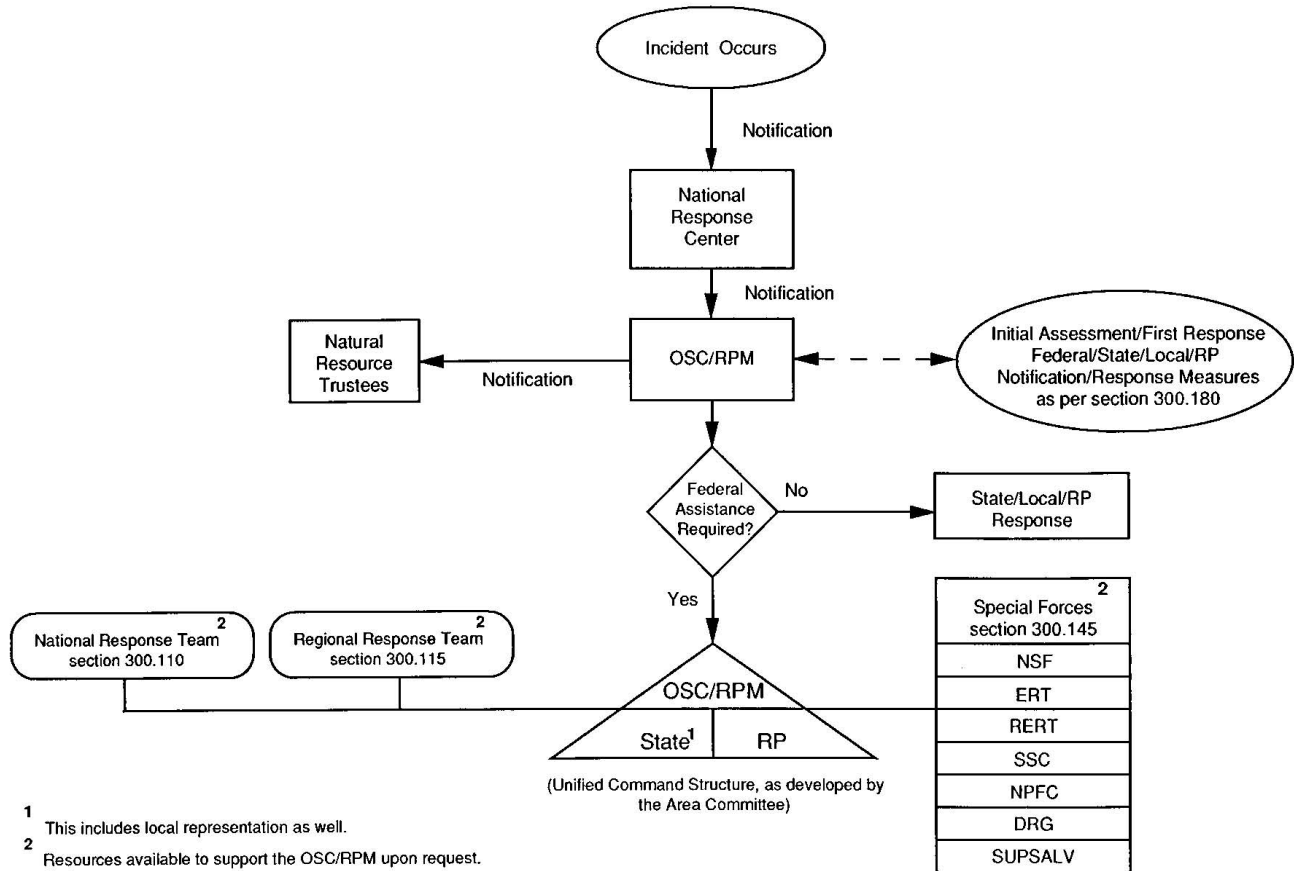 Incident Occurs
Notification
National
Response
Center
Notification
Natural
Resource
Trustees
Notification
OSC/RPM
Initial Assessment/First Response
Federal/State/Local/RP
Notification/Response Measures
as per section 300.180
Federal
Assistance
Required?
No
State/Local/RP
Response
Yes
National Response Team 2
section 300.110
Regional Response Team 2
section 300.115
Special Forces 2
section 300.145
NSF
ERT
RERT
SSC
NPFC
DRG
SUPSALV
OSC/RPM
State1
RP
(Unified Command Structure, as developed by
the Area Committee)
1 This includes local representation as well.
2 Resources available to support the OSC/RPM upon request.